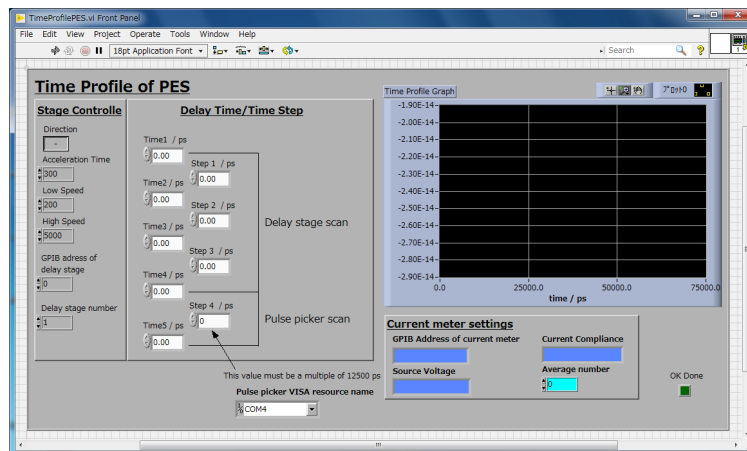 TimeProfilePES.vi Front Panel
File Edit View Project Operate Tools Window Help
18pt Application Font
Search
Time Profile of PES
Stage Controlle
Direction
-
Acceleration Time
300
Low Speed
200
High Speed
5000
GPIB adress of
delay stage
0
Delay stage number
1
Delay Time/Time Step
Time1 / ps
0.00
Step 1 / ps
0.00
Time2 / ps
0.00
Step 2 / ps
0.00
Time3 / ps
0.00
Step 3 / ps
0.00
Time4 / ps
0.00
Step 4 / ps
0
Time5 / ps
0.00
Delay stage scan
Pulse picker scan
This value must be a multiple of 12500 ps
Pulse picker VISA resource name
COM4
Time Profile Graph
プロット0
-1.90E-14
-2.00E-14
-2.10E-14
-2.20E-14
-2.30E-14
-2.40E-14
-2.50E-14
-2.60E-14
-2.70E-14
-2.80E-14
-2.90E-14
0.0 25000.0 50000.0 75000.0
time / ps
Current meter settings
GPIB Address of current meter
Current Compliance
Source Voltage
Average number
0
OK Done